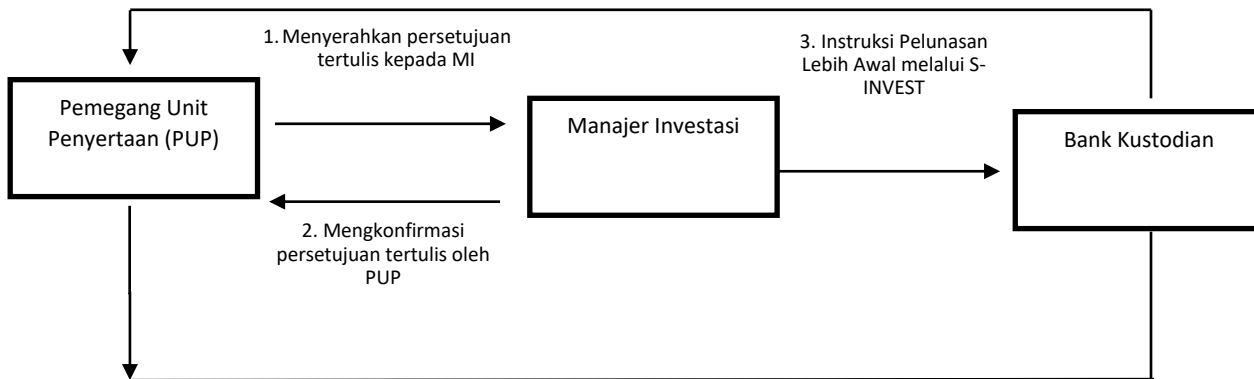 1. Menyerahkan persetujuan
tertulis kepada MI
3. Instruksi Pelunasan
Lebih Awal melalui S-
INVEST
Pemegang Unit
Penyertaan (PUP)
Manajer Investasi
Bank Kustodian
2. Mengkonfirmasi
persetujuan tertulis oleh
PUP